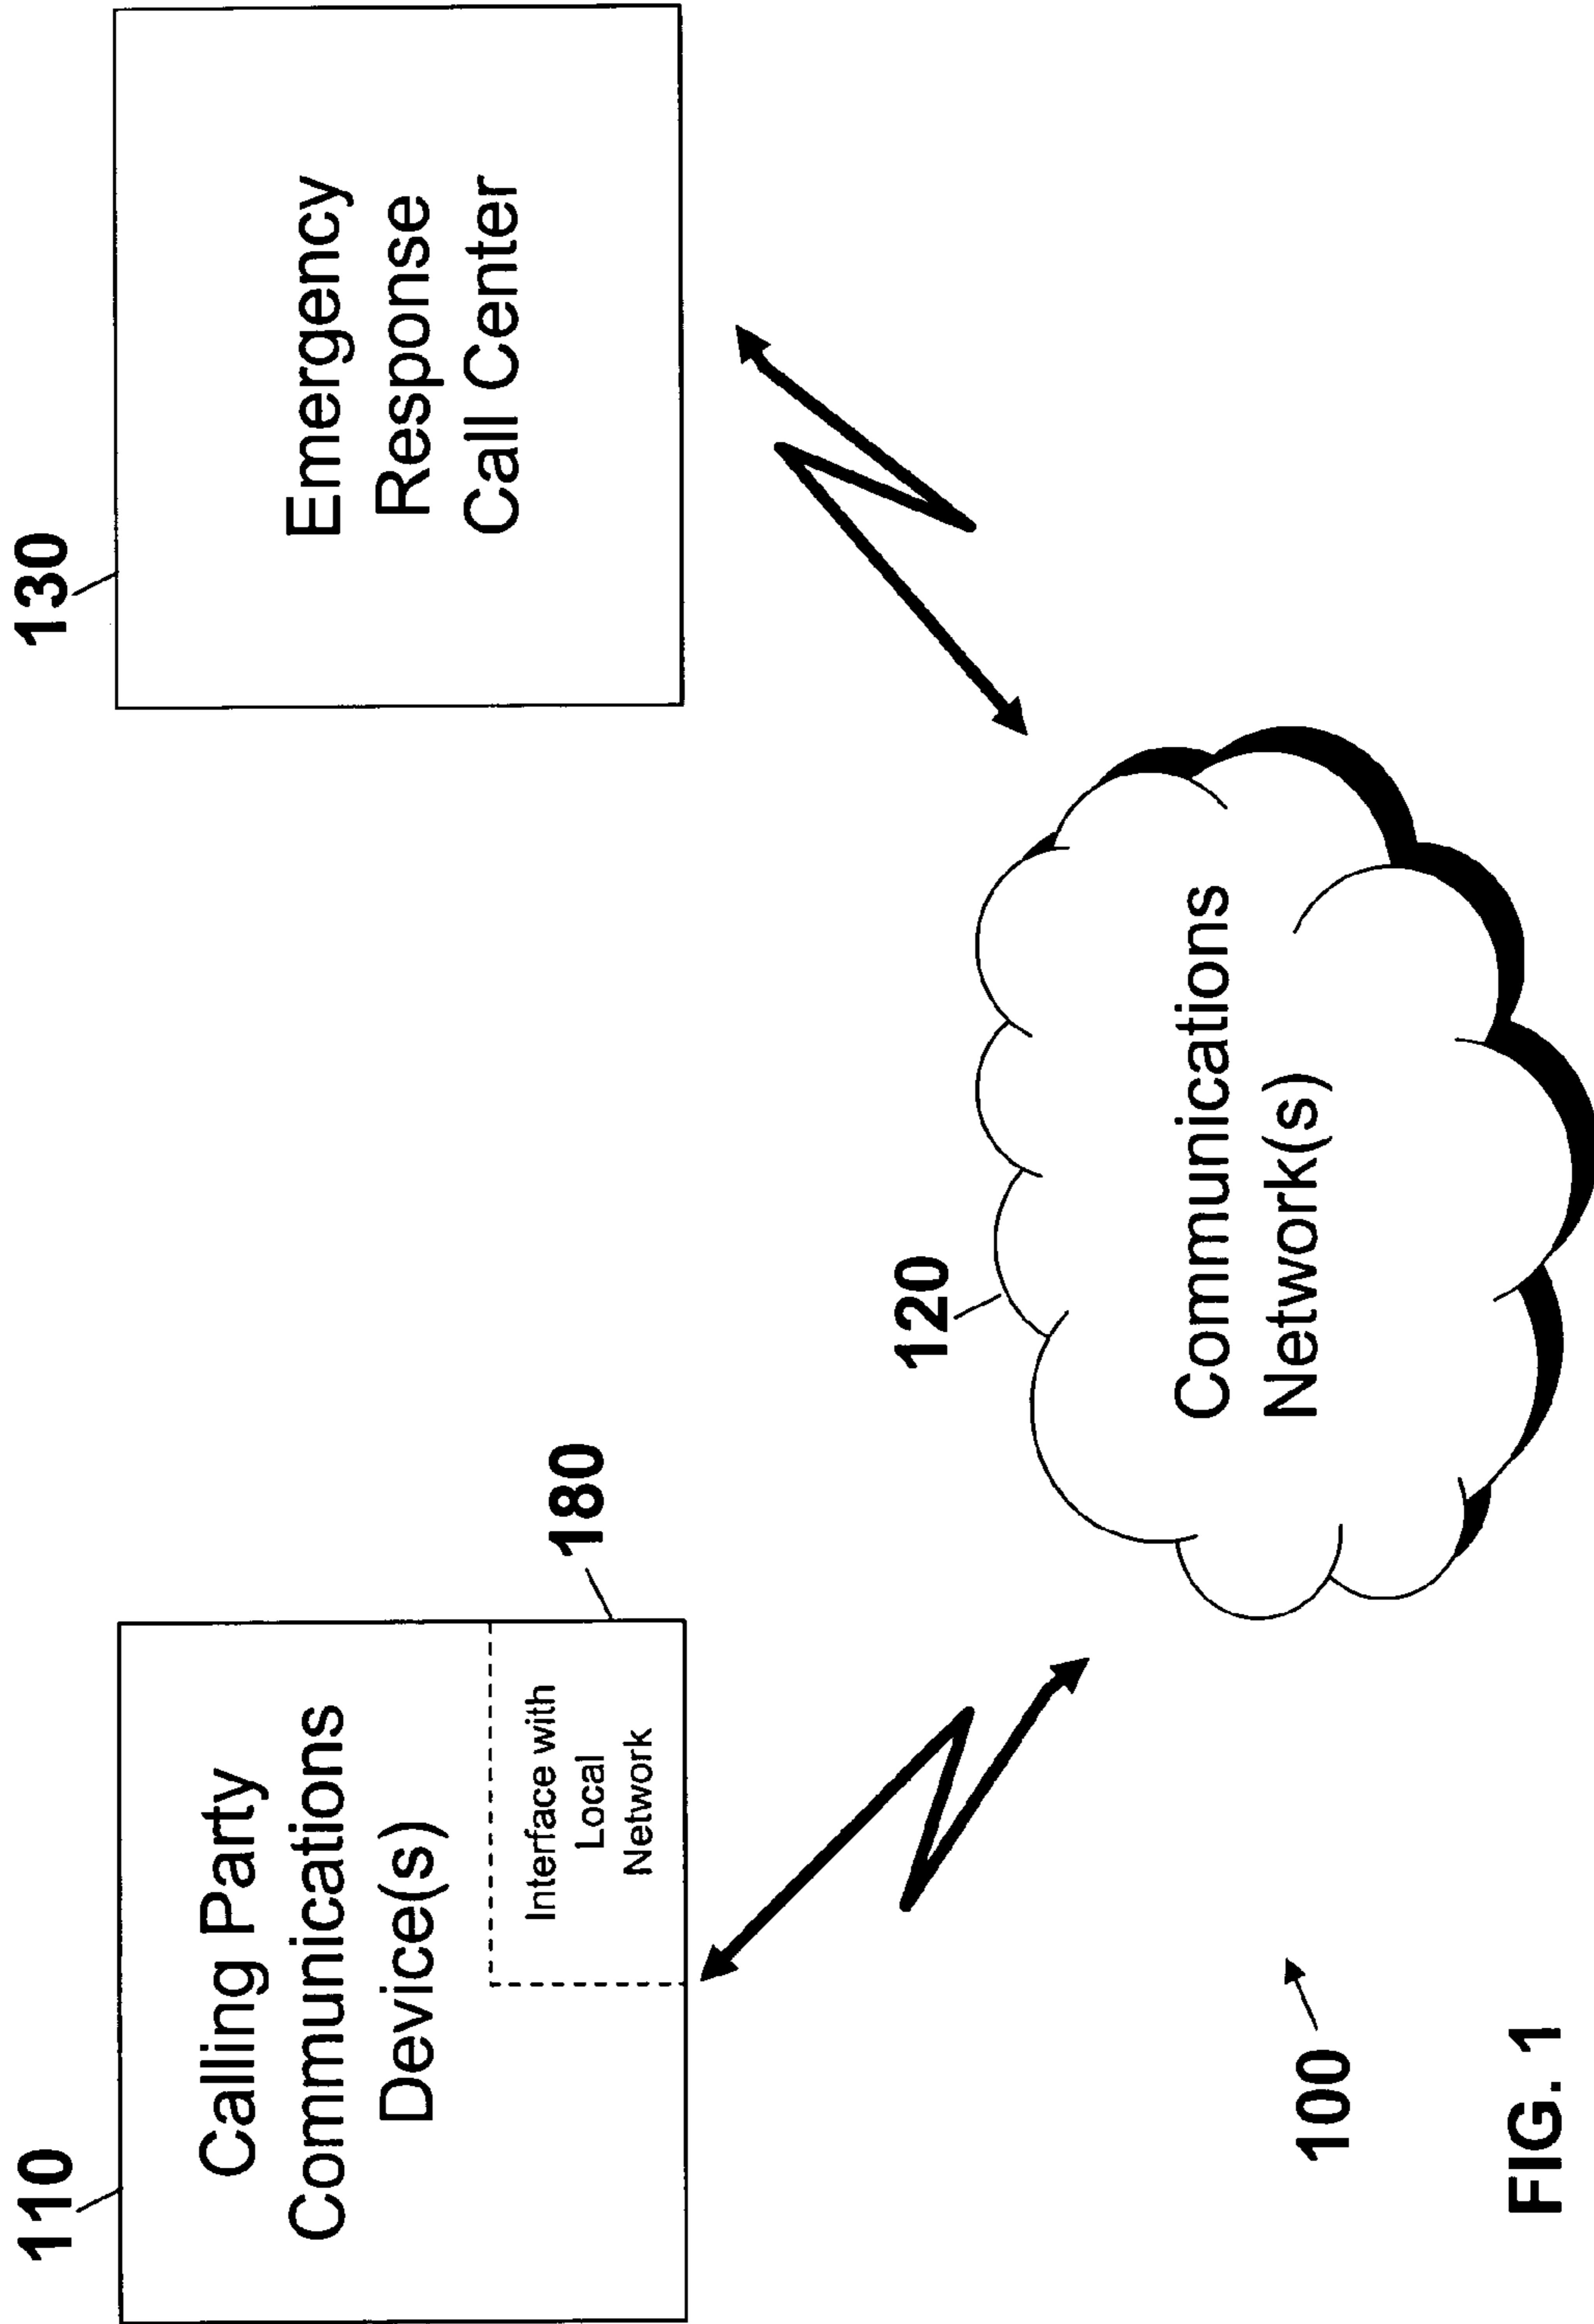 110
Calling Party
Communications
Device(s)
Interface with
Local
Network
180
130
Emergency
Response
Call Center
120
Communications
Network(s)
100
FIG. 1